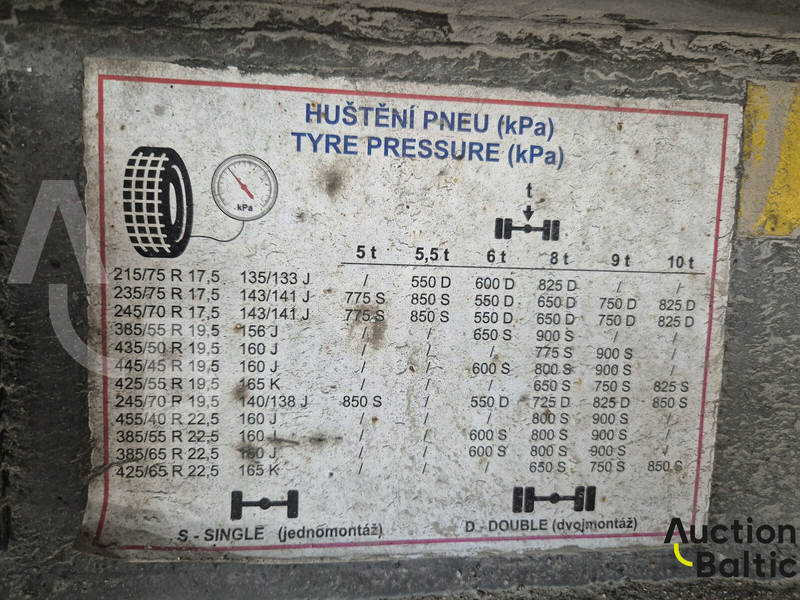 HUŠTĚNÍ PNEU (kPa)
TYRE PRESSURE (kPa)
kPa
t
5 t 5,5 t 6 t 8 t 9 t 10 t
215/75 R 17,5 135/133 J / 550 D 600 D 825 D / /
235/75 R 17,5 143/141 J 775 S 850 S 550 D 650 D 750 D 825 D
245/70 R 17,5 143/141 J 775 S 850 S 550 D 650 D 750 D 825 D
385/55 R 19,5 156 J / / 650 S 900 S / /
435/50 R 19,5 160 J / / / 775 S 900 S /
445/45 R 19,5 160 J / / 600 S 800 S 900 S /
425/55 R 19,5 165 K / / / 650 S 750 S 825 S
245/70 R 19,5 140/138 J 850 S / 550 D 725 D 825 D 850 S
455/40 R 22,5 160 J / / / 800 S 900 S /
385/55 R 22,5 160 J / / 600 S 800 S 900 S /
385/65 R 22,5 160 J / / 600 S 800 S 900 S /
425/65 R 22,5 165 K / / / 650 S 750 S 850 S
S - SINGLE (jednomontáž) D - DOUBLE (dvojmontáž)
Auction
Baltic